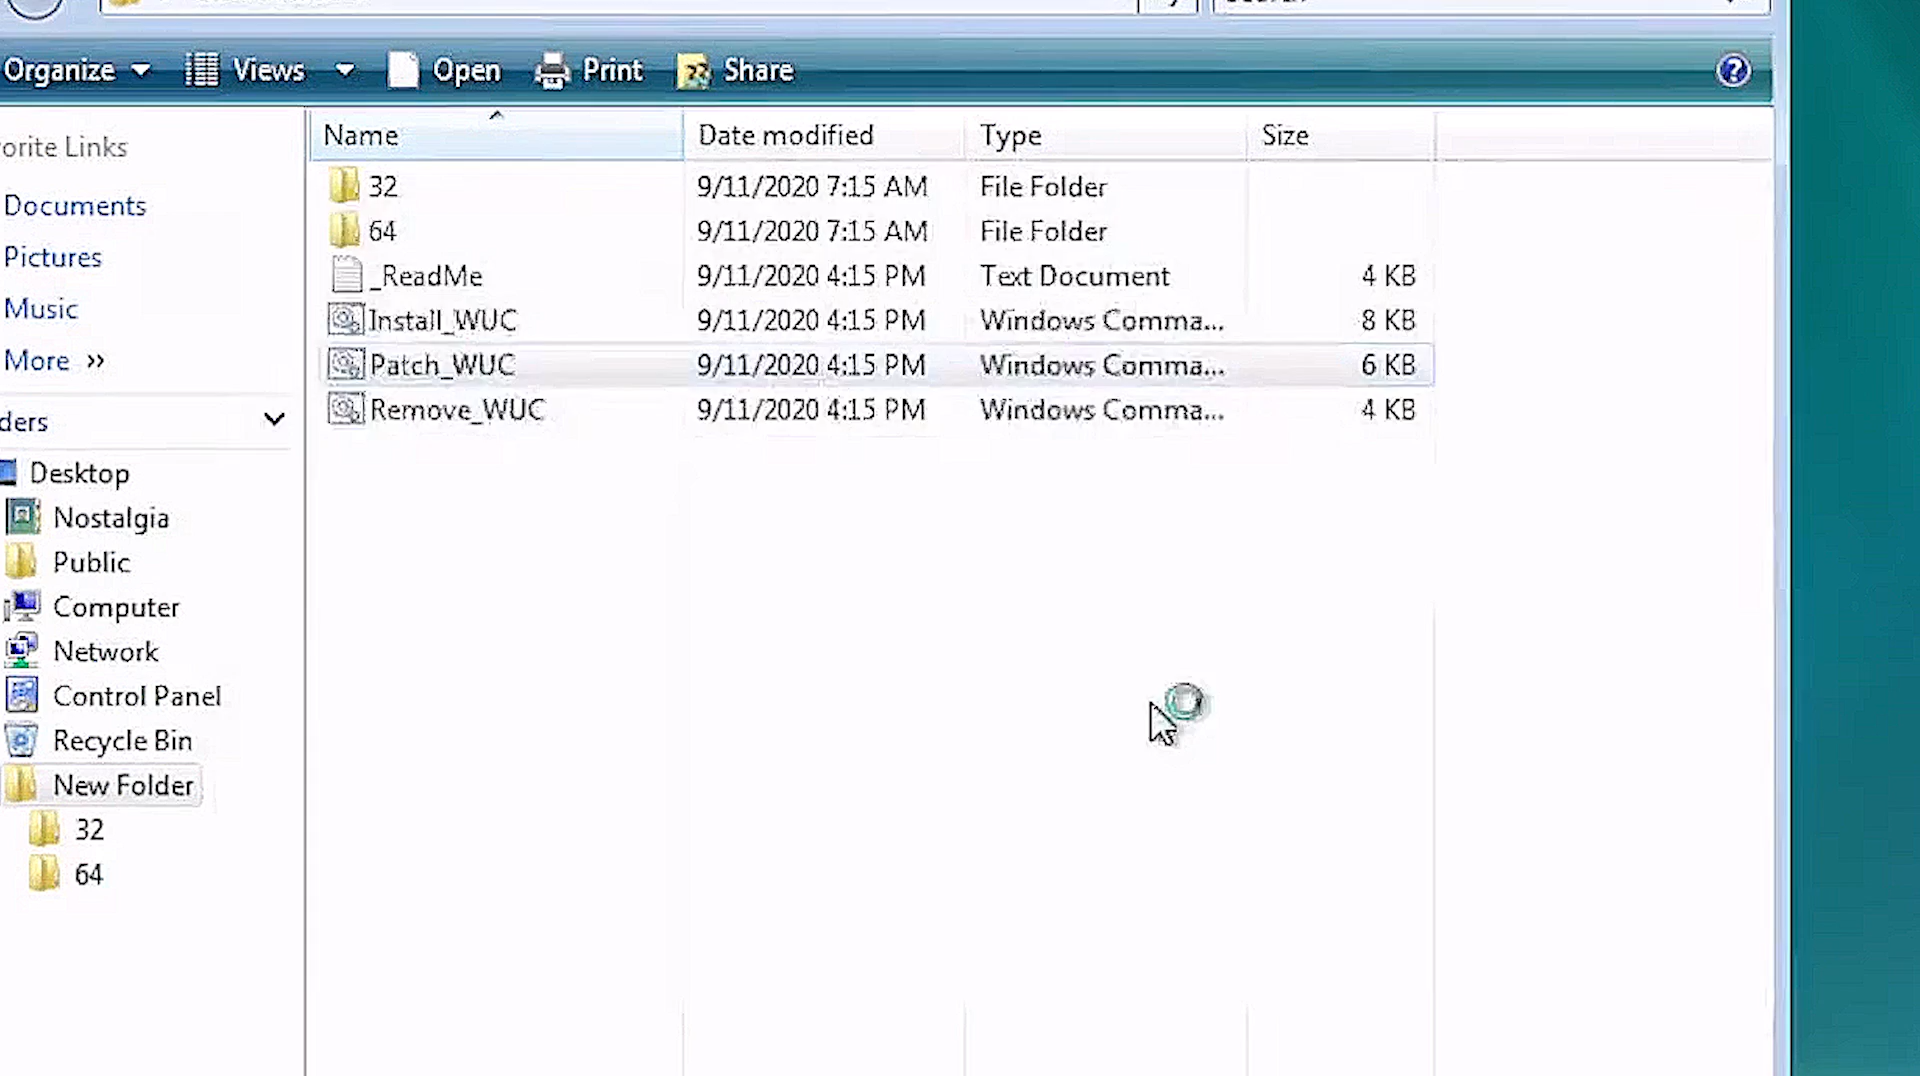 Organize Views Open Print Share
orite Links
Documents
Pictures
Music
More »
ders
Desktop
Nostalgia
Public
Computer
Network
Control Panel
Recycle Bin
New Folder
32
64
Name Date modified Type Size
32 9/11/2020 7:15 AM File Folder
64 9/11/2020 7:15 AM File Folder
_ReadMe 9/11/2020 4:15 PM Text Document 4 KB
Install_WUC 9/11/2020 4:15 PM Windows Comma... 8 KB
Patch_WUC 9/11/2020 4:15 PM Windows Comma... 6 KB
Remove_WUC 9/11/2020 4:15 PM Windows Comma... 4 KB